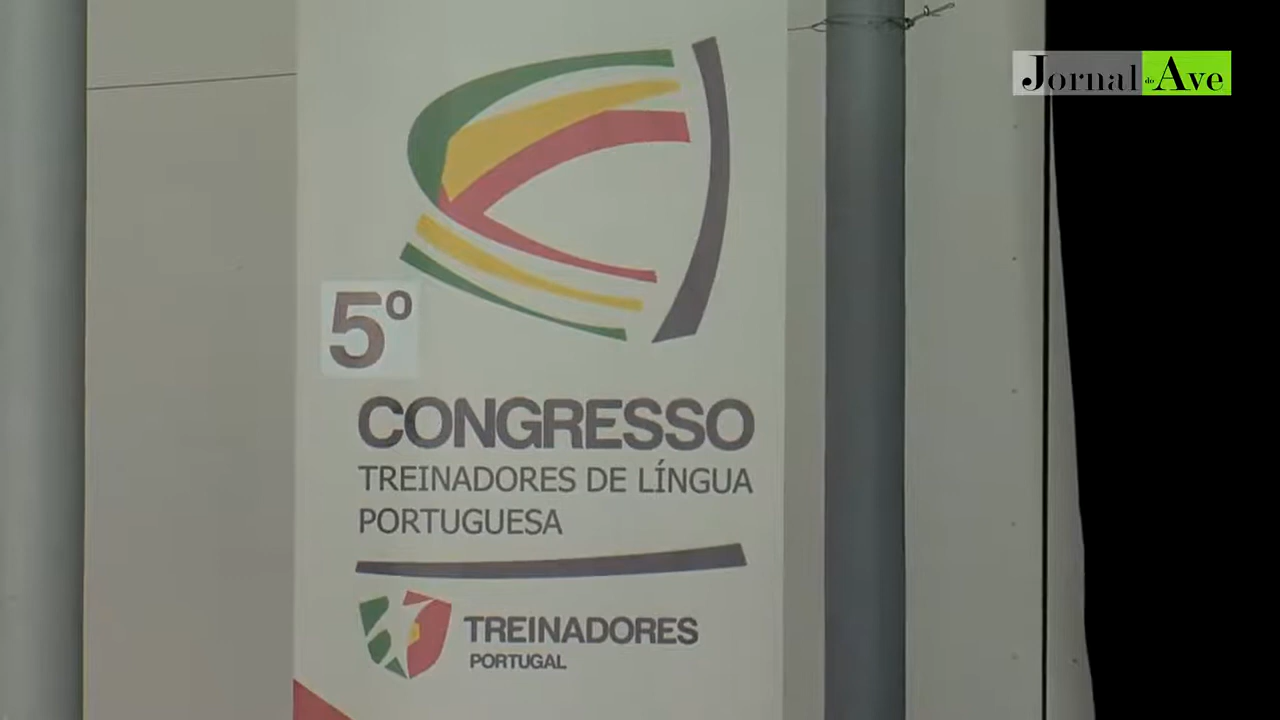 Jornal do Ave
5º
CONGRESSO
TREINADORES DE LÍNGUA
PORTUGUESA
TREINADORES
PORTUGAL